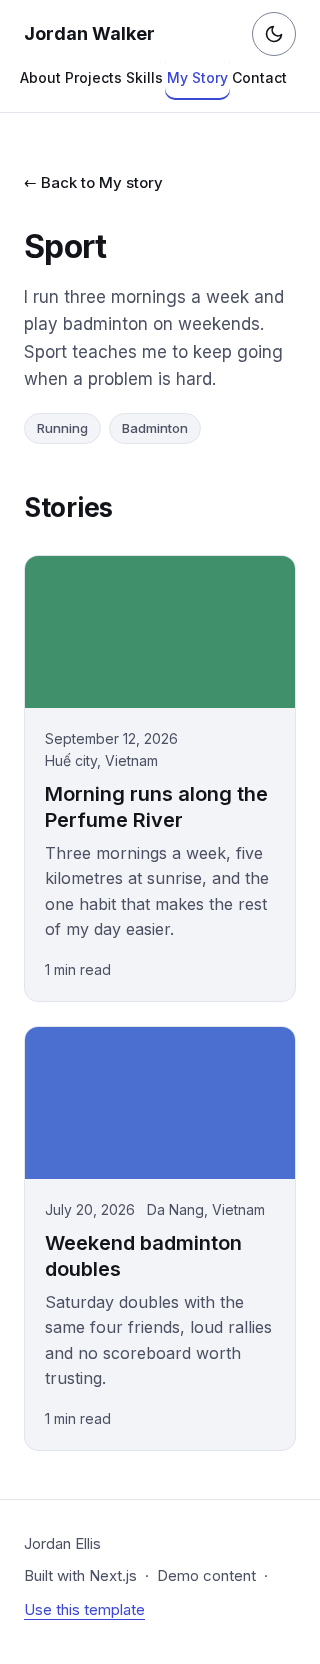 Jordan Walker
About Projects Skills My Story Contact
← Back to My story
Sport
I run three mornings a week and
play badminton on weekends.
Sport teaches me to keep going
when a problem is hard.
Running Badminton
Stories
September 12, 2026
Huế city, Vietnam
Morning runs along the
Perfume River
Three mornings a week, five
kilometres at sunrise, and the
one habit that makes the rest
of my day easier.
1 min read
July 20, 2026 Da Nang, Vietnam
Weekend badminton
doubles
Saturday doubles with the
same four friends, loud rallies
and no scoreboard worth
trusting.
1 min read
Jordan Ellis
Built with Next.js · Demo content ·
Use this template